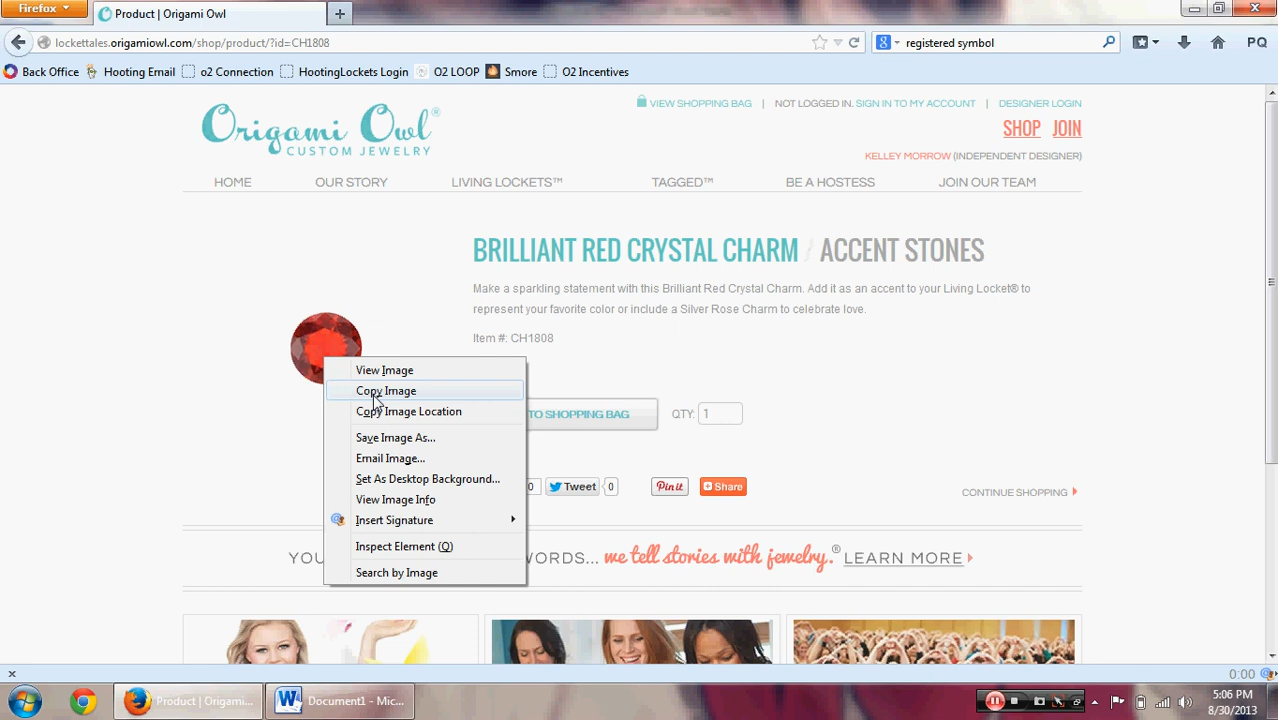 Firefox
Product | Origami Owl
lockettales.origamiowl.com/shop/product/?id=CH1808
registered symbol
PQ
Back Office
Hooting Email
o2 Connection
HootingLockets Login
O2 LOOP
Smore
O2 Incentives
Origami Owl®
CUSTOM JEWELRY
VIEW SHOPPING BAG | NOT LOGGED IN. SIGN IN TO MY ACCOUNT | DESIGNER LOGIN
SHOP JOIN
KELLEY MORROW (INDEPENDENT DESIGNER)
HOME
OUR STORY
LIVING LOCKETS™
TAGGED™
BE A HOSTESS
JOIN OUR TEAM
BRILLIANT RED CRYSTAL CHARM / ACCENT STONES
Make a sparkling statement with this Brilliant Red Crystal Charm. Add it as an accent to your Living Locket® to
represent your favorite color or include a Silver Rose Charm to celebrate love.
Item #: CH1808
View Image
Copy Image
Copy Image Location
Save Image As...
Email Image...
Set As Desktop Background...
View Image Info
Insert Signature
Inspect Element (Q)
Search by Image
TO SHOPPING BAG
QTY: 1
0
Tweet
0
Pin it
Share
CONTINUE SHOPPING
YOU
WORDS... we tell stories with jewelry.® LEARN MORE
0:00
Product | Origami...
Document1 - Mic...
5:06 PM
8/30/2013